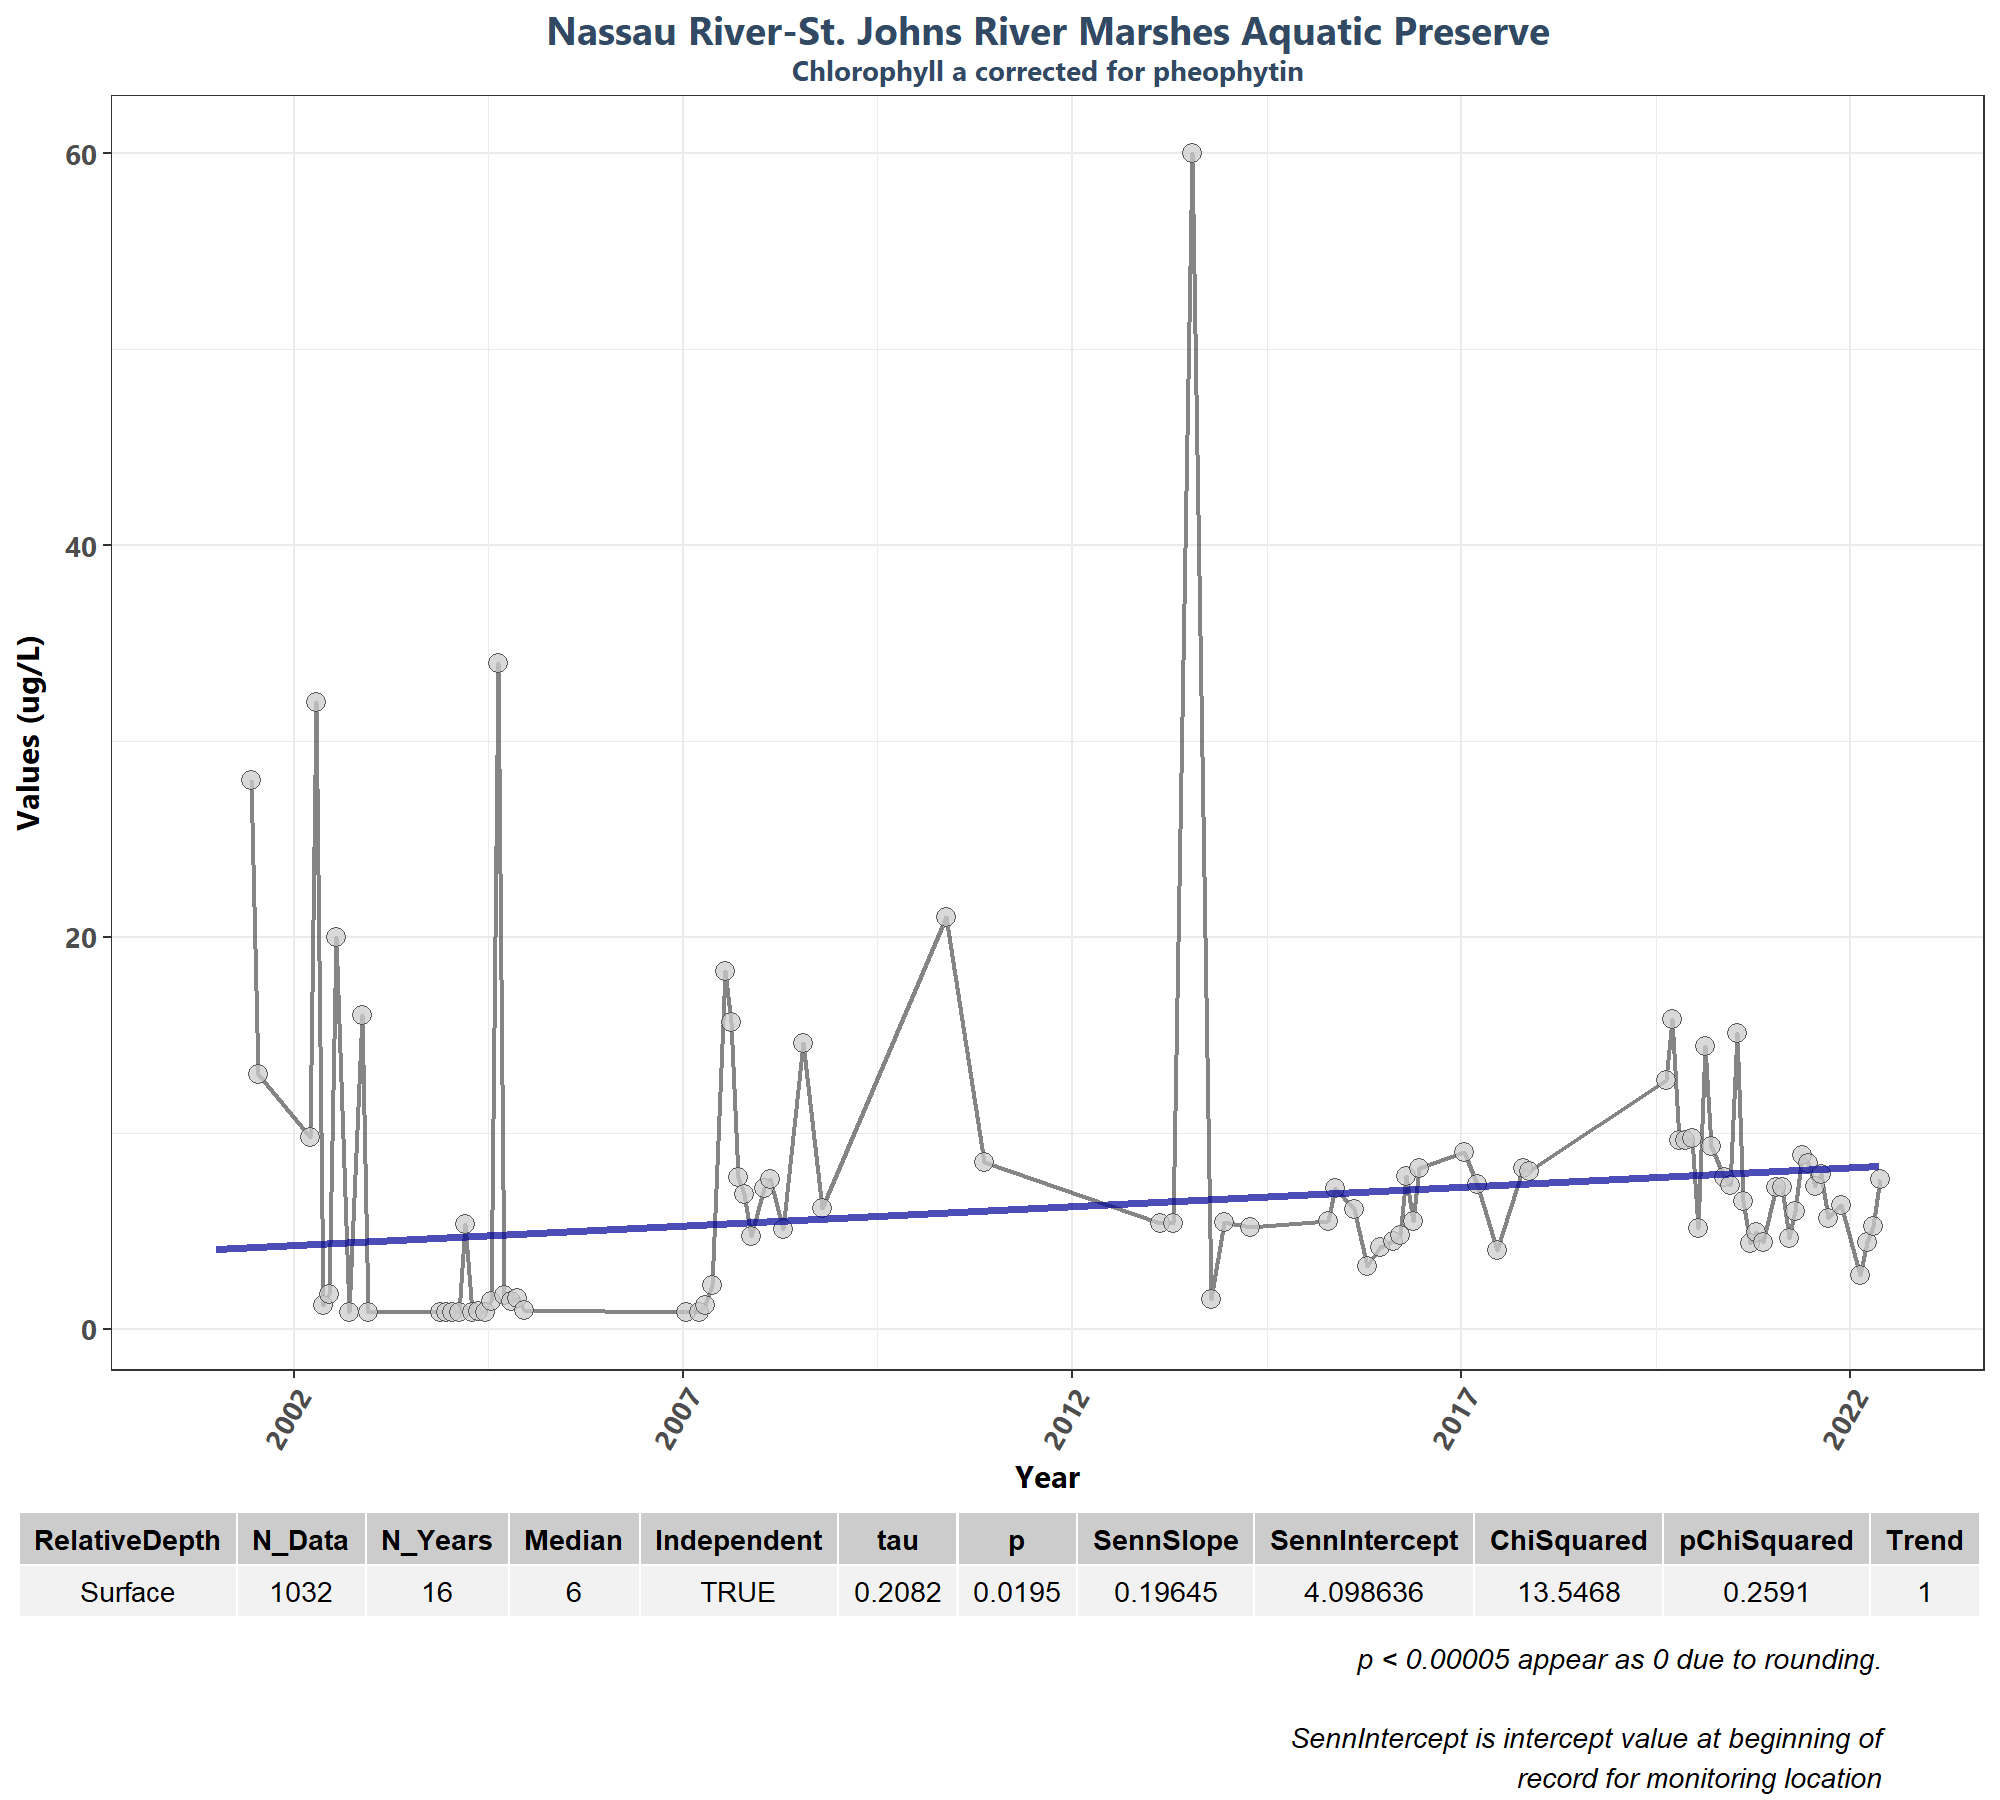 Nassau River-St. Johns River Marshes Aquatic Preserve
Chlorophyll a corrected for pheophytin
Values (ug/L)
60
40
20
0
2002 2007 2012 2017 2022
Year
RelativeDepth N_Data N_Years Median Independent tau p SennSlope SennIntercept ChiSquared pChiSquared Trend
Surface 1032 16 6 TRUE 0.2082 0.0195 0.19645 4.098636 13.5468 0.2591 1
p < 0.00005 appear as 0 due to rounding.
SennIntercept is intercept value at beginning of
record for monitoring location